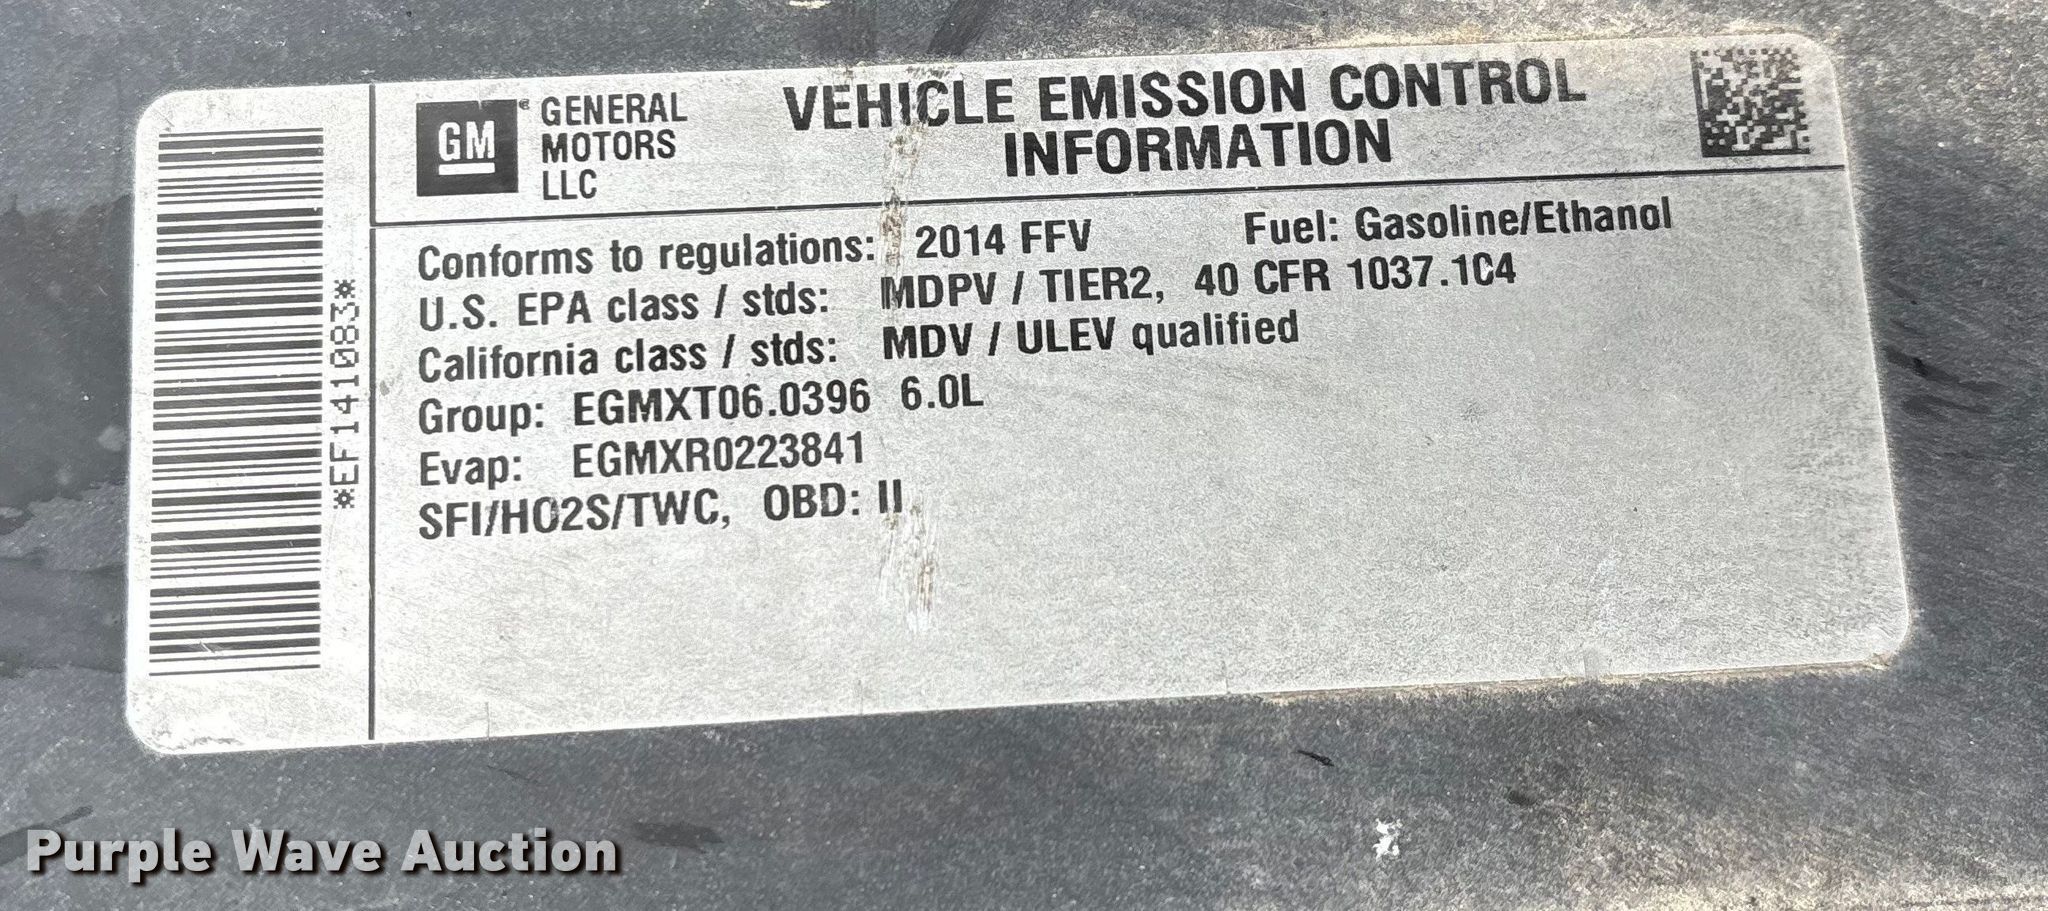 GM
GENERAL
MOTORS
LLC
VEHICLE EMISSION CONTROL
INFORMATION
*EF141083*
Conforms to regulations: 2014 FFV Fuel: Gasoline/Ethanol
U.S. EPA class / stds: MDPV / TIER2, 40 CFR 1037.104
California class / stds: MDV / ULEV qualified
Group: EGMXT06.0396 6.0L
Evap: EGMXR0223841
SFI/HO2S/TWC, OBD: II
Purple Wave Auction